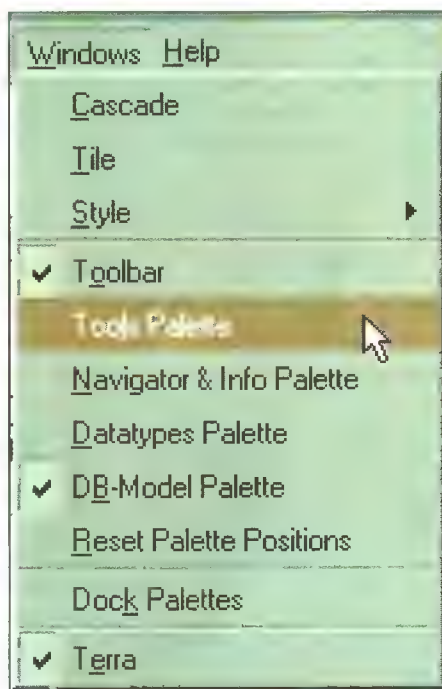 Windows Help
Cascade
Tile
Style
Toolbar
Tools Palette
Navigator & Info Palette
Datatypes Palette
DB-Model Palette
Reset Palette Positions
Dock Palettes
Terra